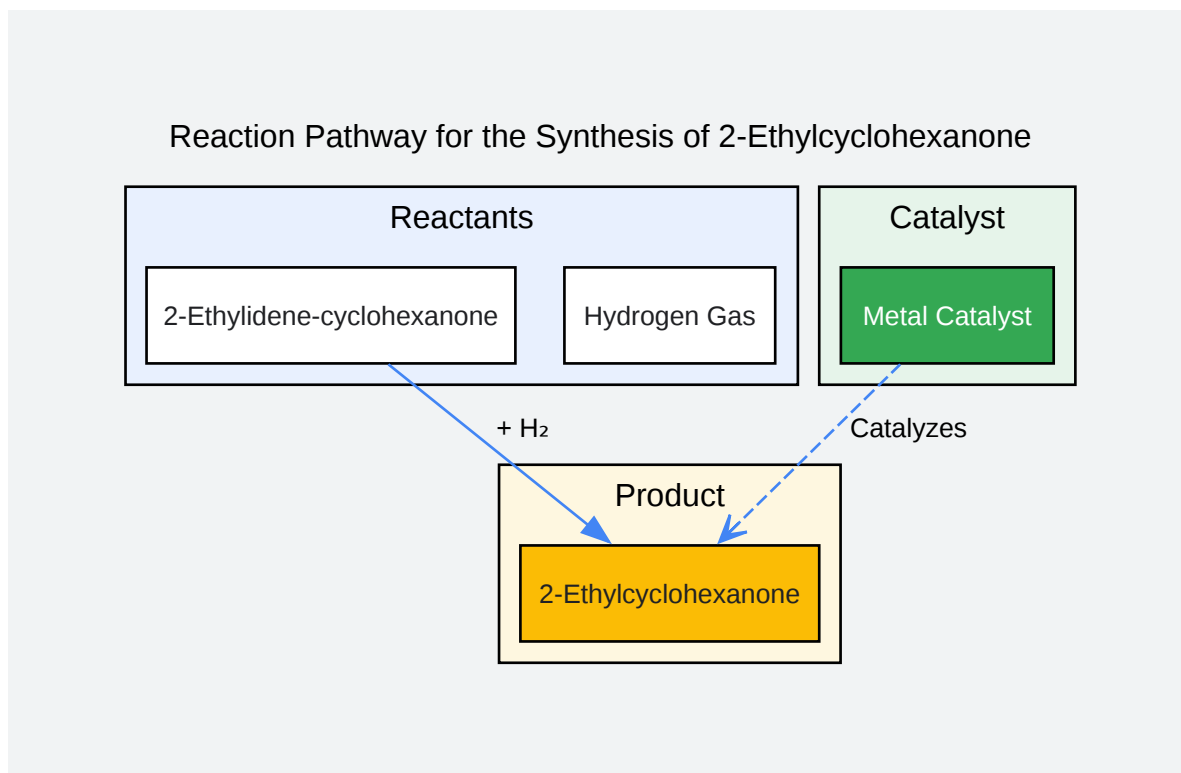 Reaction Pathway for the Synthesis of 2-Ethylcyclohexanone
Reactants
Catalyst
2-Ethylidene-cyclohexanone
Hydrogen Gas
Metal Catalyst
+ H₂
Catalyzes
Product
2-Ethylcyclohexanone